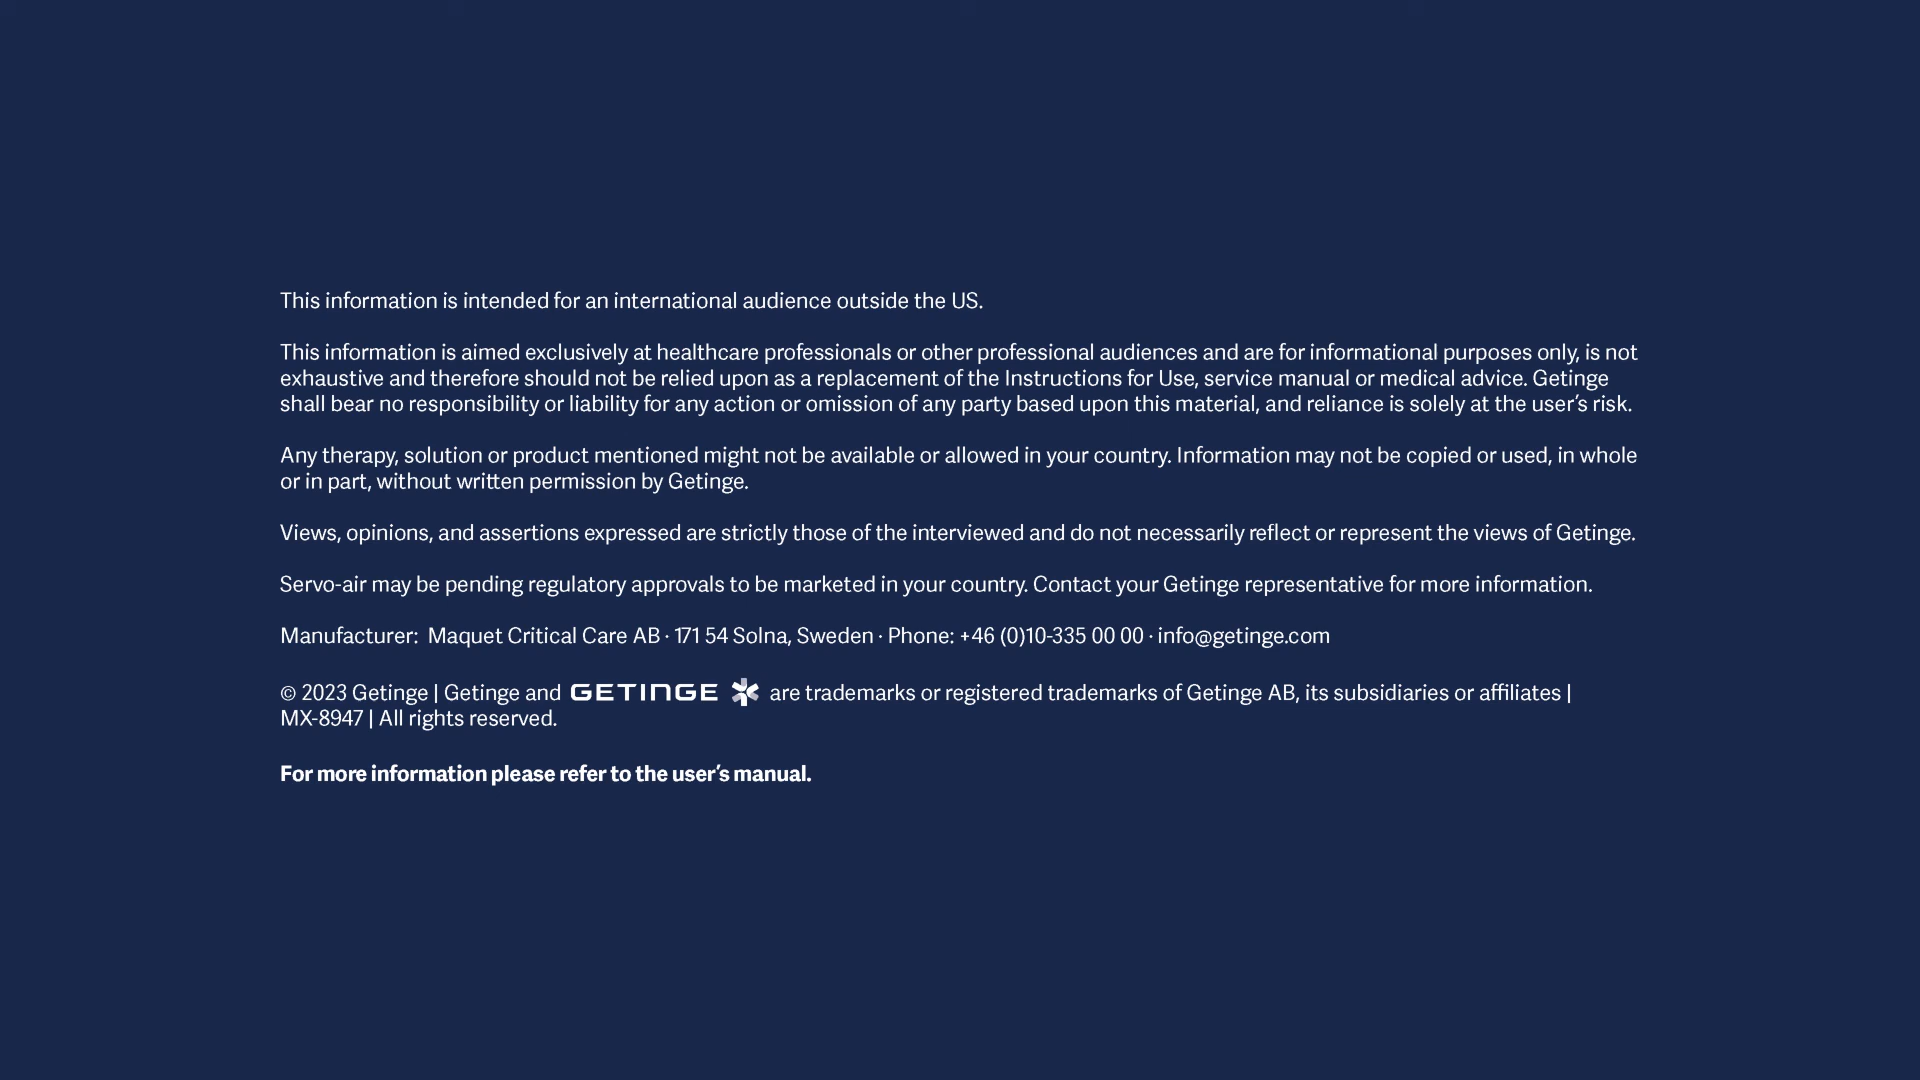 This information is intended for an international audience outside the US.
This information is aimed exclusively at healthcare professionals or other professional audiences and are for informational purposes only, is not
exhaustive and therefore should not be relied upon as a replacement of the Instructions for Use, service manual or medical advice. Getinge
shall bear no responsibility or liability for any action or omission of any party based upon this material, and reliance is solely at the user’s risk.
Any therapy, solution or product mentioned might not be available or allowed in your country. Information may not be copied or used, in whole
or in part, without written permission by Getinge.
Views, opinions, and assertions expressed are strictly those of the interviewed and do not necessarily reflect or represent the views of Getinge.
Servo-air may be pending regulatory approvals to be marketed in your country. Contact your Getinge representative for more information.
Manufacturer:  Maquet Critical Care AB · 171 54 Solna, Sweden · Phone: +46 (0)10-335 00 00 · info@getinge.com
© 2023 Getinge | Getinge and GETINGE are trademarks or registered trademarks of Getinge AB, its subsidiaries or affiliates |
MX-8947 | All rights reserved.
For more information please refer to the user’s manual.